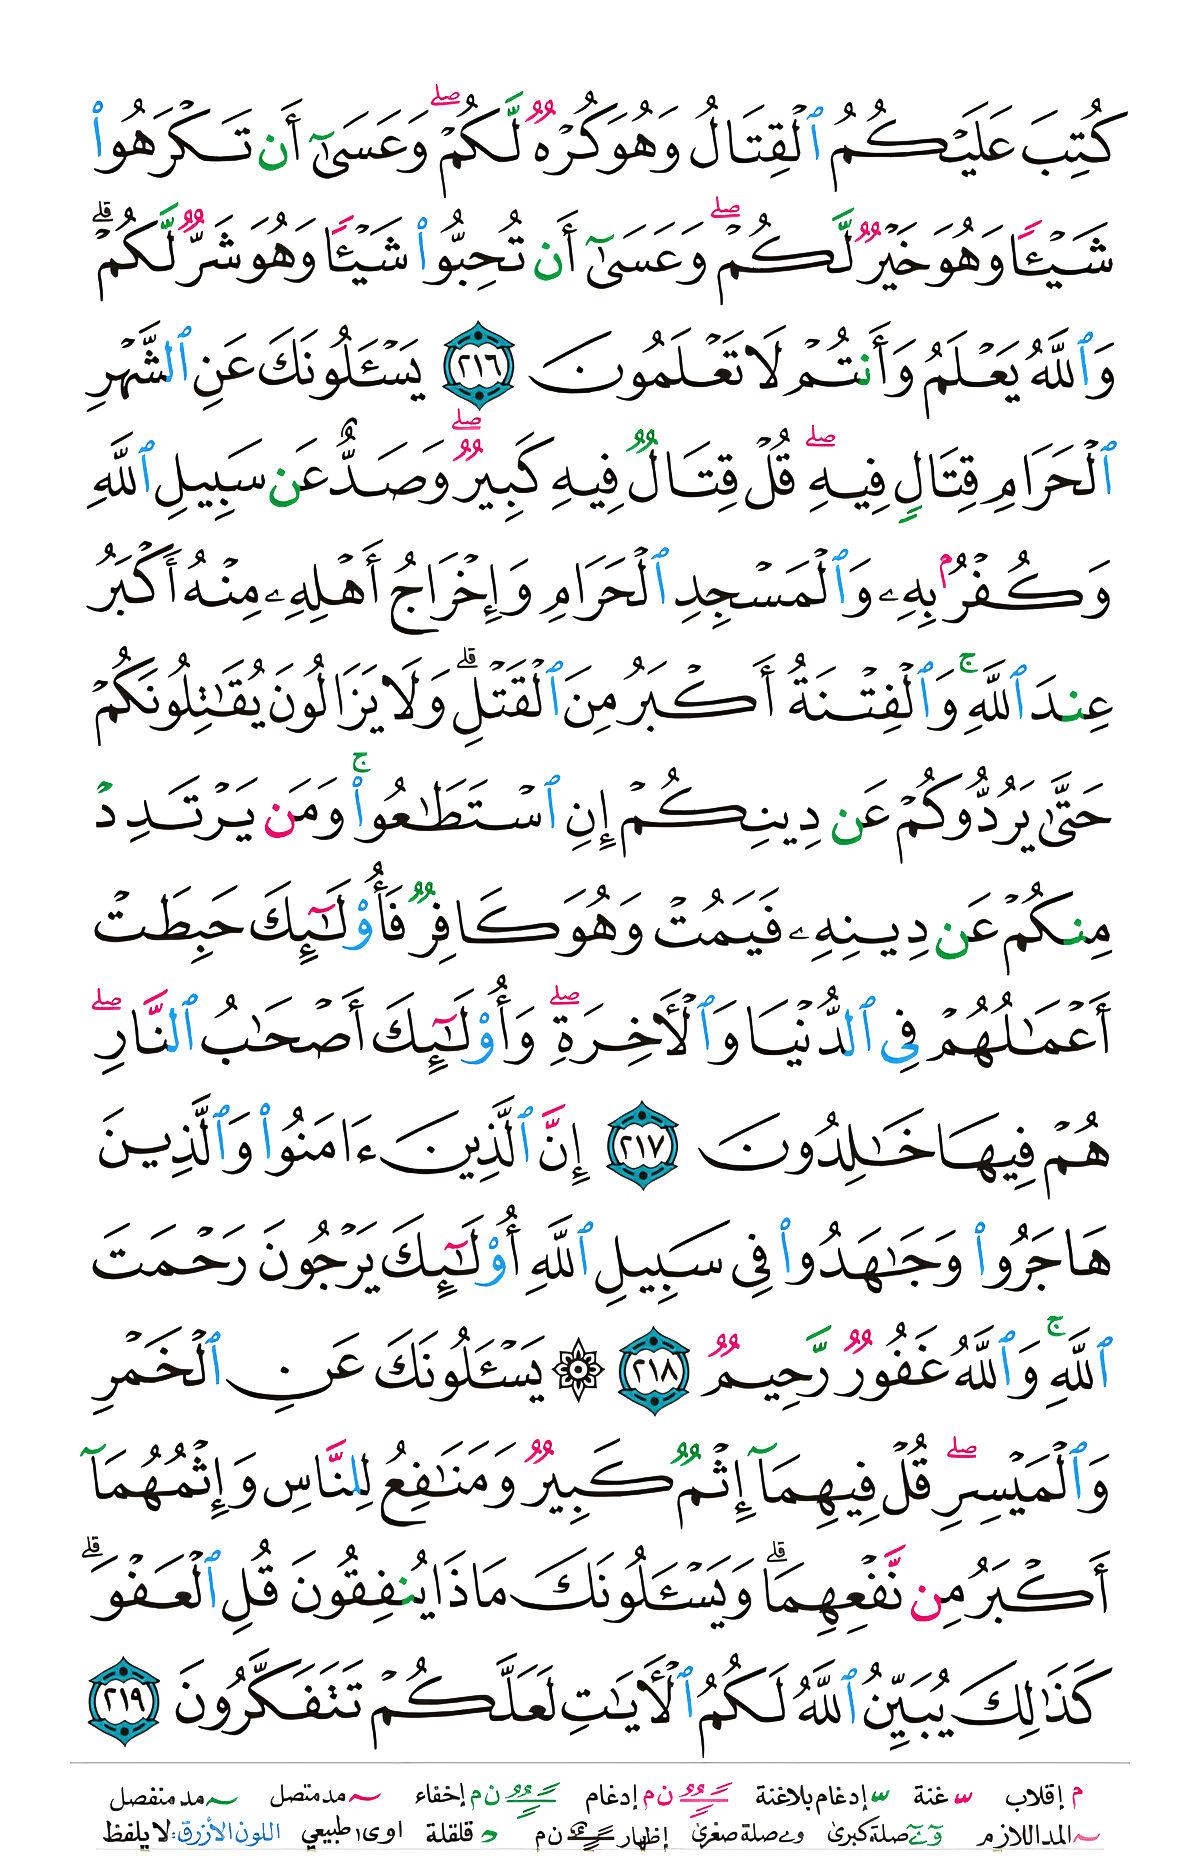 كُتِبَ عَلَيۡكُمُ ٱلۡقِتَالُ وَهُوَ كُرۡهٞ لَّكُمۡۖ وَعَسَىٰٓ أَن تَكۡرَهُواْ
شَيۡـٔٗا وَهُوَ خَيۡرٞ لَّكُمۡۖ وَعَسَىٰٓ أَن تُحِبُّواْ شَيۡـٔٗا وَهُوَ شَرّٞ لَّكُمۡۚ
وَٱللَّهُ يَعۡلَمُ وَأَنتُمۡ لَا تَعۡلَمُونَ ٢١٦ يَسۡـَٔلُونَكَ عَنِ ٱلشَّهۡرِ
ٱلۡحَرَامِ قِتَالٖ فِيهِۖ قُلۡ قِتَالٞ فِيهِ كَبِيرٞۖ وَصَدٌّ عَن سَبِيلِ ٱللَّهِ
وَكُفۡرُۢ بِهِۦ وَٱلۡمَسۡجِدِ ٱلۡحَرَامِ وَإِخۡرَاجُ أَهۡلِهِۦ مِنۡهُ أَكۡبَرُ
عِندَ ٱللَّهِۚ وَٱلۡفِتۡنَةُ أَكۡبَرُ مِنَ ٱلۡقَتۡلِۗ وَلَا يَزَالُونَ يُقَٰتِلُونَكُمۡ
حَتَّىٰ يَرُدُّوكُمۡ عَن دِينِكُمۡ إِنِ ٱسۡتَطَٰعُواْۚ وَمَن يَرۡتَدِدۡ
مِنكُمۡ عَن دِينِهِۦ فَيَمُتۡ وَهُوَ كَافِرٞ فَأُوْلَٰٓئِكَ حَبِطَتۡ
أَعۡمَٰلُهُمۡ فِي ٱلدُّنۡيَا وَٱلۡأٓخِرَةِۖ وَأُوْلَٰٓئِكَ أَصۡحَٰبُ ٱلنَّارِۖ
هُمۡ فِيهَا خَٰلِدُونَ ٢١٧ إِنَّ ٱلَّذِينَ ءَامَنُواْ وَٱلَّذِينَ
هَاجَرُواْ وَجَٰهَدُواْ فِي سَبِيلِ ٱللَّهِ أُوْلَٰٓئِكَ يَرۡجُونَ رَحۡمَتَ
ٱللَّهِۚ وَٱللَّهُ غَفُورٞ رَّحِيمٞ ٢١٨ ۞ يَسۡـَٔلُونَكَ عَنِ ٱلۡخَمۡرِ
وَٱلۡمَيۡسِرِۖ قُلۡ فِيهِمَآ إِثۡمٞ كَبِيرٞ وَمَنَٰفِعُ لِلنَّاسِ وَإِثۡمُهُمَآ
أَكۡبَرُ مِن نَّفۡعِهِمَاۗ وَيَسۡـَٔلُونَكَ مَاذَا يُنفِقُونَ قُلِ ٱلۡعَفۡوَۗ
كَذَٰلِكَ يُبَيِّنُ ٱللَّهُ لَكُمُ ٱلۡأٓيَٰتِ لَعَلَّكُمۡ تَتَفَكَّرُونَ ٢١٩
م إقلاب غنة إدغام بلاغنة ن م إدغام ن م إخفاء مد متصل مد منفصل
المد اللازم صلة كبرى صلة صغرى إظهار ن م قلقلة اوى طبيعي اللون الأزرق: لا يلفظ